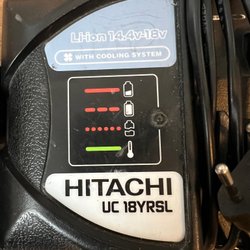 Li-ion 14.4v-18v
WITH COOLING SYSTEM
HITACHI
UC 18YRSL